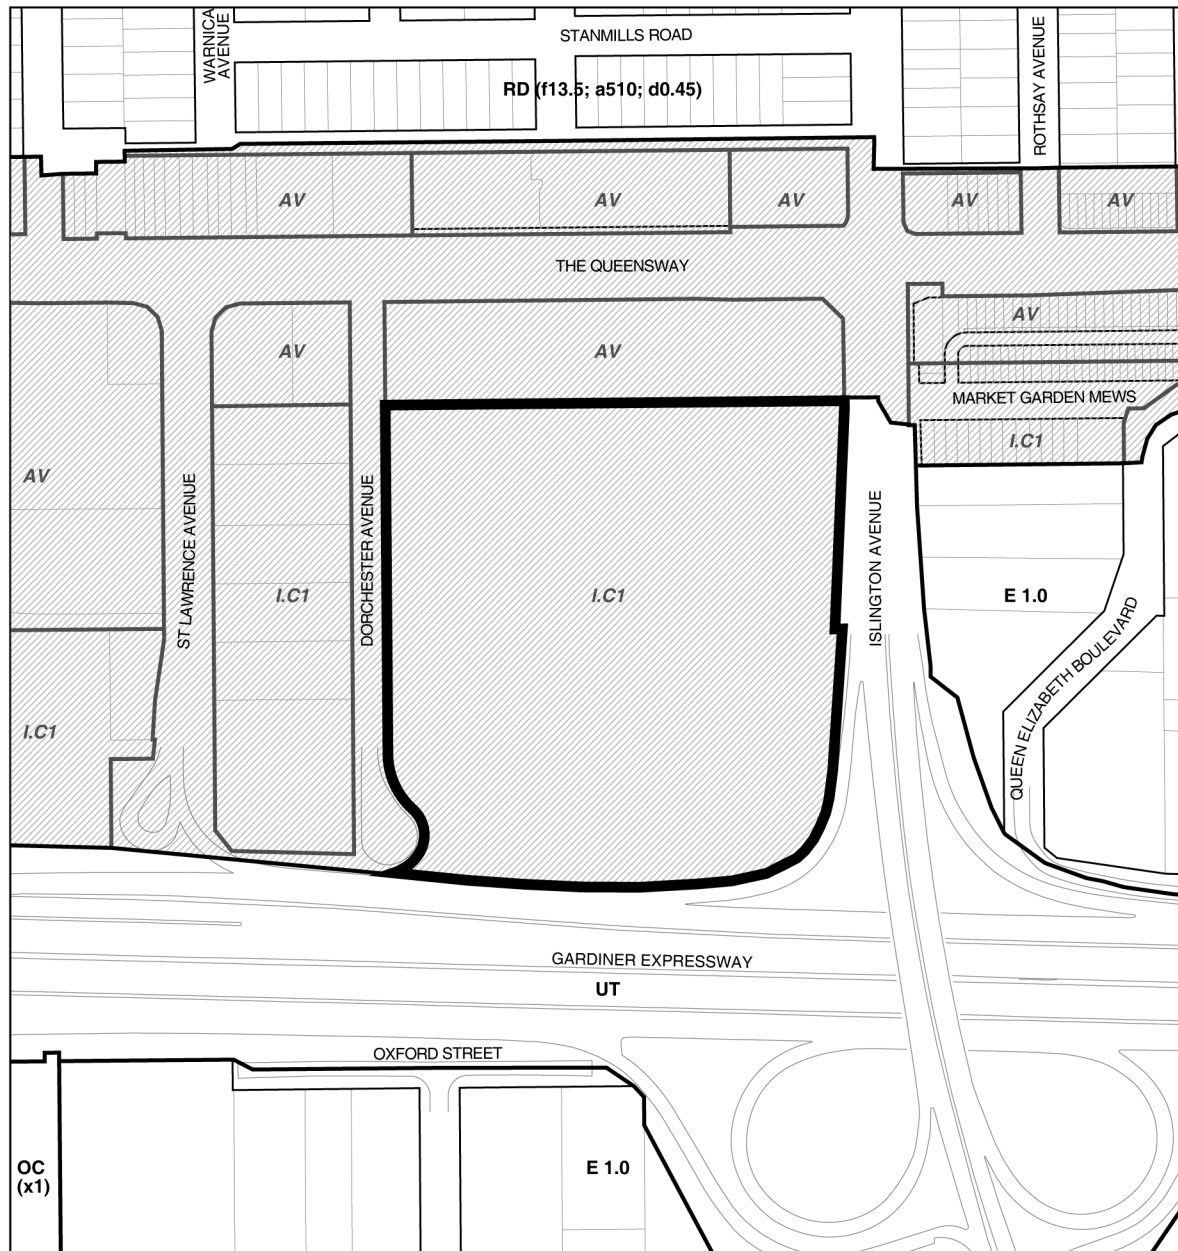 WARNICA
AVENUE
STANMILLS ROAD
ROTHSAY AVENUE
RD (f13.5; a510; d0.45)
AV
AV
AV
AV
AV
THE QUEENSWAY
AV
AV
AV
MARKET GARDEN MEWS
I.C1
AV
ST LAWRENCE AVENUE
DORCHESTER AVENUE
ISLINGTON AVENUE
I.C1
I.C1
E 1.0
QUEEN ELIZABETH BOULEVARD
I.C1
GARDINER EXPRESSWAY
UT
OXFORD STREET
OC
(x1)
E 1.0